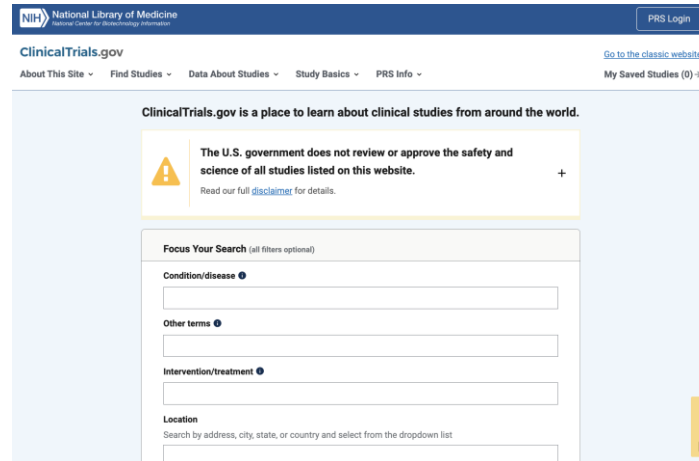 NIH National Library of Medicine
National Center for Biotechnology Information
PRS Login
ClinicalTrials.gov
Go to the classic website
About This Site Find Studies Data About Studies Study Basics PRS Info My Saved Studies (0)
ClinicalTrials.gov is a place to learn about clinical studies from around the world.
The U.S. government does not review or approve the safety and
science of all studies listed on this website.
Read our full disclaimer for details.
Focus Your Search (all filters optional)
Condition/disease
Other terms
Intervention/treatment
Location
Search by address, city, state, or country and select from the dropdown list